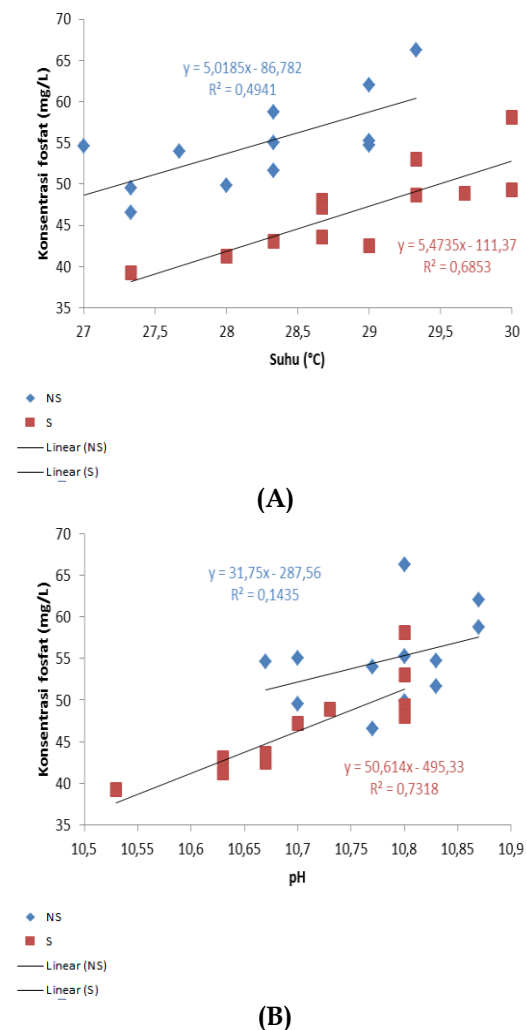 Konsentrasi fosfat (mg/L)
70
65
60
55
50
45
40
35
y = 5,0185x - 86,782
R² = 0,4941
y = 5,4735x - 111,37
R² = 0,6853
27 27,5 28 28,5 29 29,5 30
Suhu (°C)
NS
S
Linear (NS)
Linear (S)
(A)
Konsentrasi fosfat (mg/L)
70
65
60
55
50
45
40
35
y = 31,75x - 287,56
R² = 0,1435
y = 50,614x - 495,33
R² = 0,7318
10,5 10,55 10,6 10,65 10,7 10,75 10,8 10,85 10,9
pH
NS
S
Linear (NS)
Linear (S)
(B)